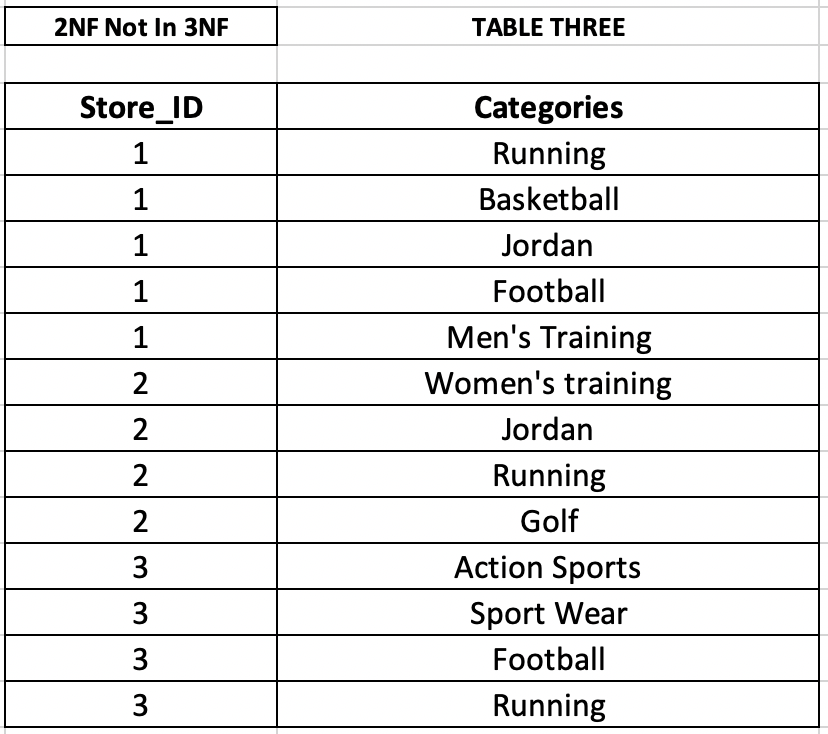 2NF Not In 3NF TABLE THREE
Store_ID Categories
1 Running
1 Basketball
1 Jordan
1 Football
1 Men's Training
2 Women's training
2 Jordan
2 Running
2 Golf
3 Action Sports
3 Sport Wear
3 Football
3 Running